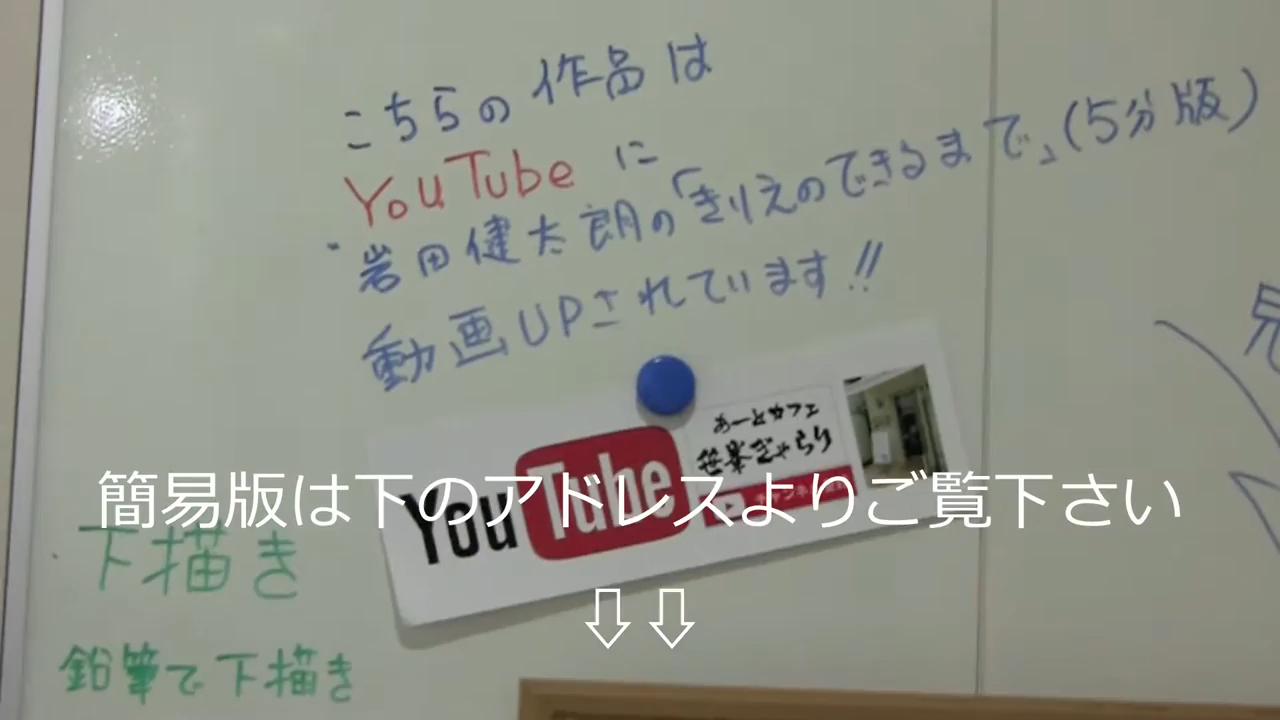 こちらの作品は
YouTube に
岩田健太朗の「きりえのできるまで」(5分版)
動画UPされています!!
あーとカフェ
笹峯ぎゃらり
YouTube
簡易版は下のアドレスよりご覧下さい
⇩⇩
下描き
鉛筆で下描き